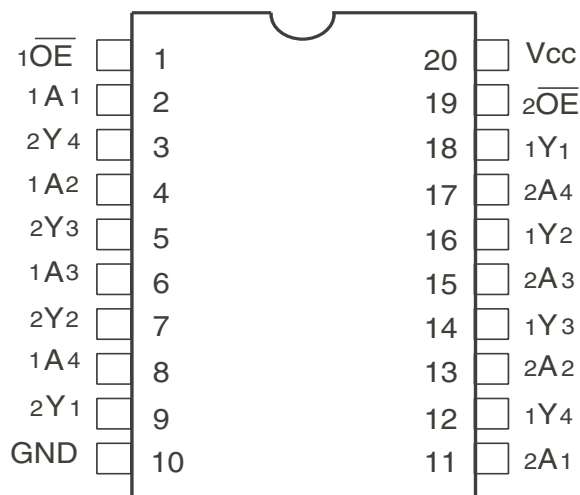 1OE 1 20 Vcc
1A1 2 19 2OE
2Y4 3 18 1Y1
1A2 4 17 2A4
2Y3 5 16 1Y2
1A3 6 15 2A3
2Y2 7 14 1Y3
1A4 8 13 2A2
2Y1 9 12 1Y4
GND 10 11 2A1